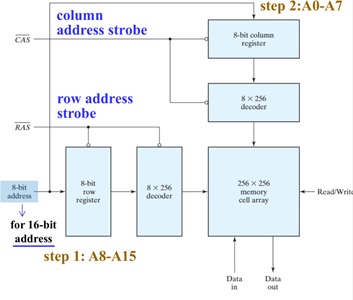 step 2:A0-A7
column
address strobe
CAS
8-bit column
register
8 × 256
decoder
row address
strobe
RAS
8-bit
address
8-bit
row
register
8 × 256
decoder
256 × 256
memory
cell array
Read/Write
for 16-bit
address
step 1: A8-A15
Data
in
Data
out